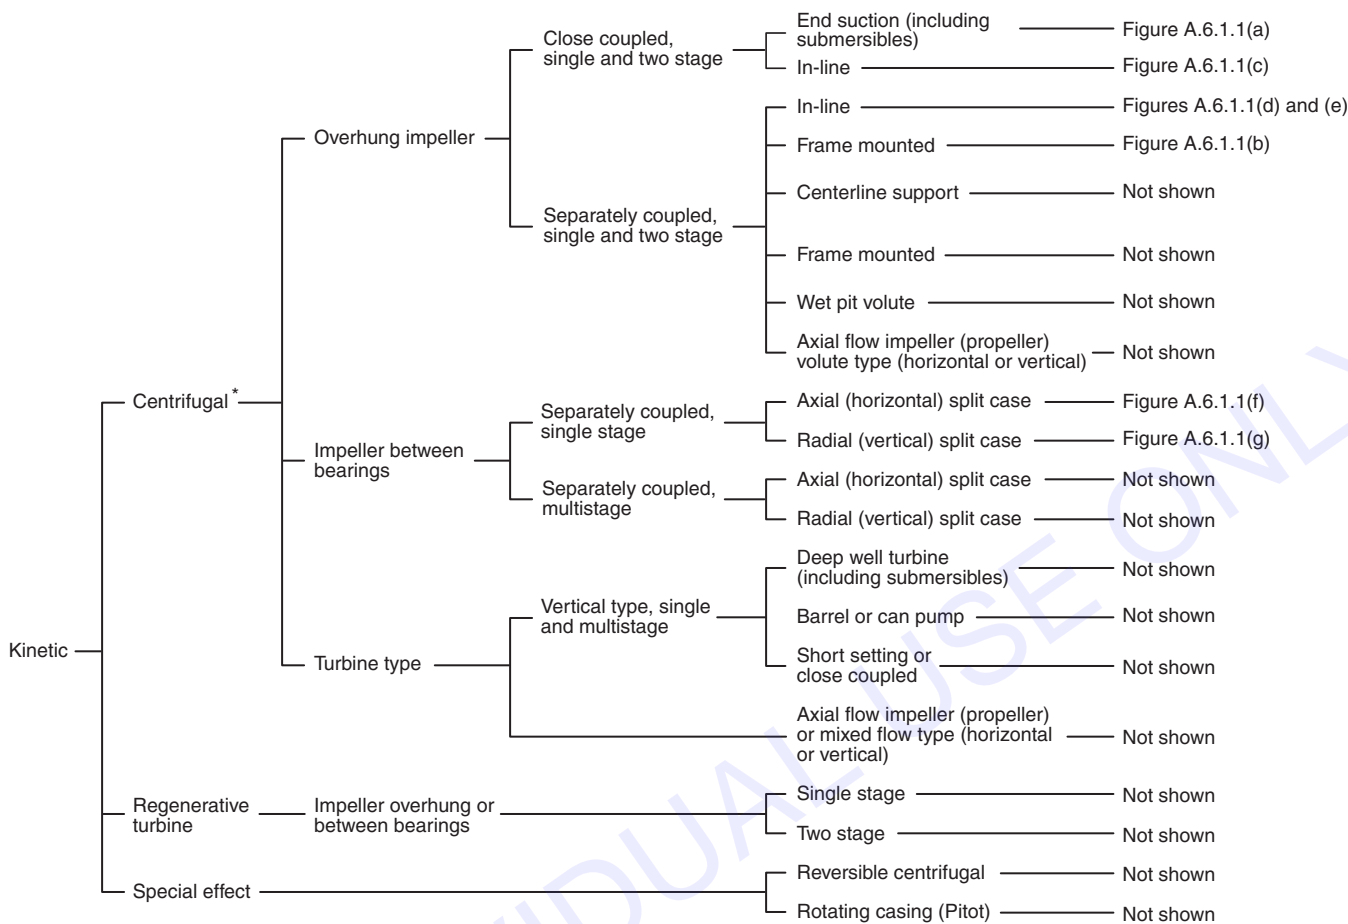 End suction (including
submersibles)
Figure A.6.1.1(a)
Close coupled,
single and two stage
In-line
Figure A.6.1.1(c)
In-line
Figures A.6.1.1(d) and (e)
Overhung impeller
Frame mounted
Figure A.6.1.1(b)
Centerline support
Not shown
Separately coupled,
single and two stage
Frame mounted
Not shown
Wet pit volute
Not shown
Axial flow impeller (propeller)
volute type (horizontal or vertical)
Not shown
Centrifugal*
Separately coupled,
single stage
Axial (horizontal) split case
Figure A.6.1.1(f)
Radial (vertical) split case
Figure A.6.1.1(g)
Impeller between
bearings
Separately coupled,
multistage
Axial (horizontal) split case
Not shown
Radial (vertical) split case
Not shown
Deep well turbine
(including submersibles)
Not shown
Vertical type, single
and multistage
Barrel or can pump
Not shown
Kinetic
Turbine type
Short setting or
close coupled
Not shown
Axial flow impeller (propeller)
or mixed flow type (horizontal
or vertical)
Not shown
Regenerative
turbine
Impeller overhung or
between bearings
Single stage
Not shown
Two stage
Not shown
Special effect
Reversible centrifugal
Not shown
Rotating casing (Pitot)
Not shown
IDUAL USE ONLY